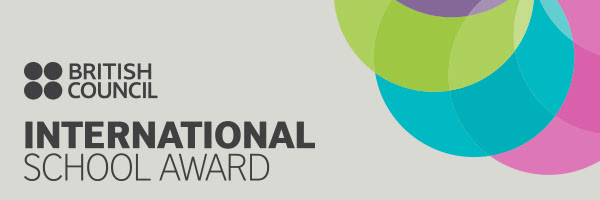 BRITISH
COUNCIL
INTERNATIONAL
SCHOOL AWARD